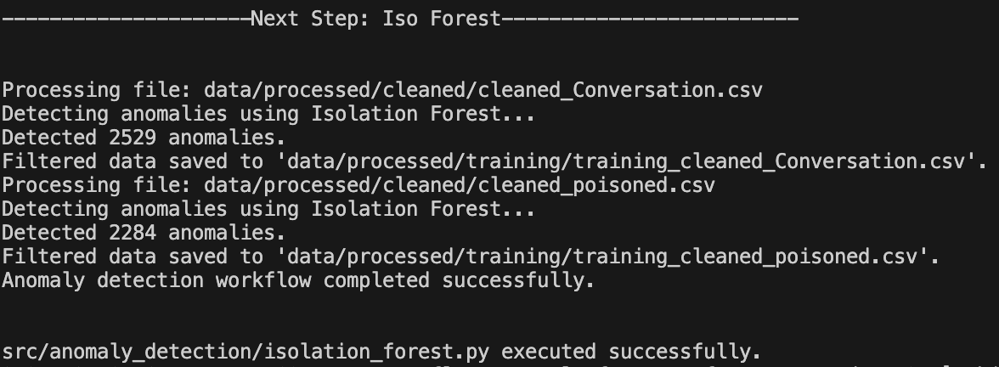 ---------------------Next Step: Iso Forest-------------------------
Processing file: data/processed/cleaned/cleaned_Conversation.csv
Detecting anomalies using Isolation Forest...
Detected 2529 anomalies.
Filtered data saved to 'data/processed/training/training_cleaned_Conversation.csv'.
Processing file: data/processed/cleaned/cleaned_poisoned.csv
Detecting anomalies using Isolation Forest...
Detected 2284 anomalies.
Filtered data saved to 'data/processed/training/training_cleaned_poisoned.csv'.
Anomaly detection workflow completed successfully.
src/anomaly_detection/isolation_forest.py executed successfully.